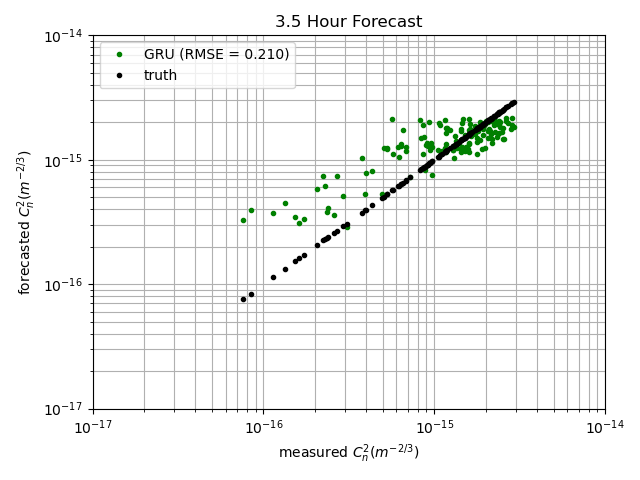 3.5 Hour Forecast
GRU (RMSE = 0.210)
truth
forecasted $C_n^2(m^{-2/3})$
10⁻¹⁴
10⁻¹⁵
10⁻¹⁶
10⁻¹⁷
10⁻¹⁷ 10⁻¹⁶ 10⁻¹⁵ 10⁻¹⁴
measured $C_n^2(m^{-2/3})$